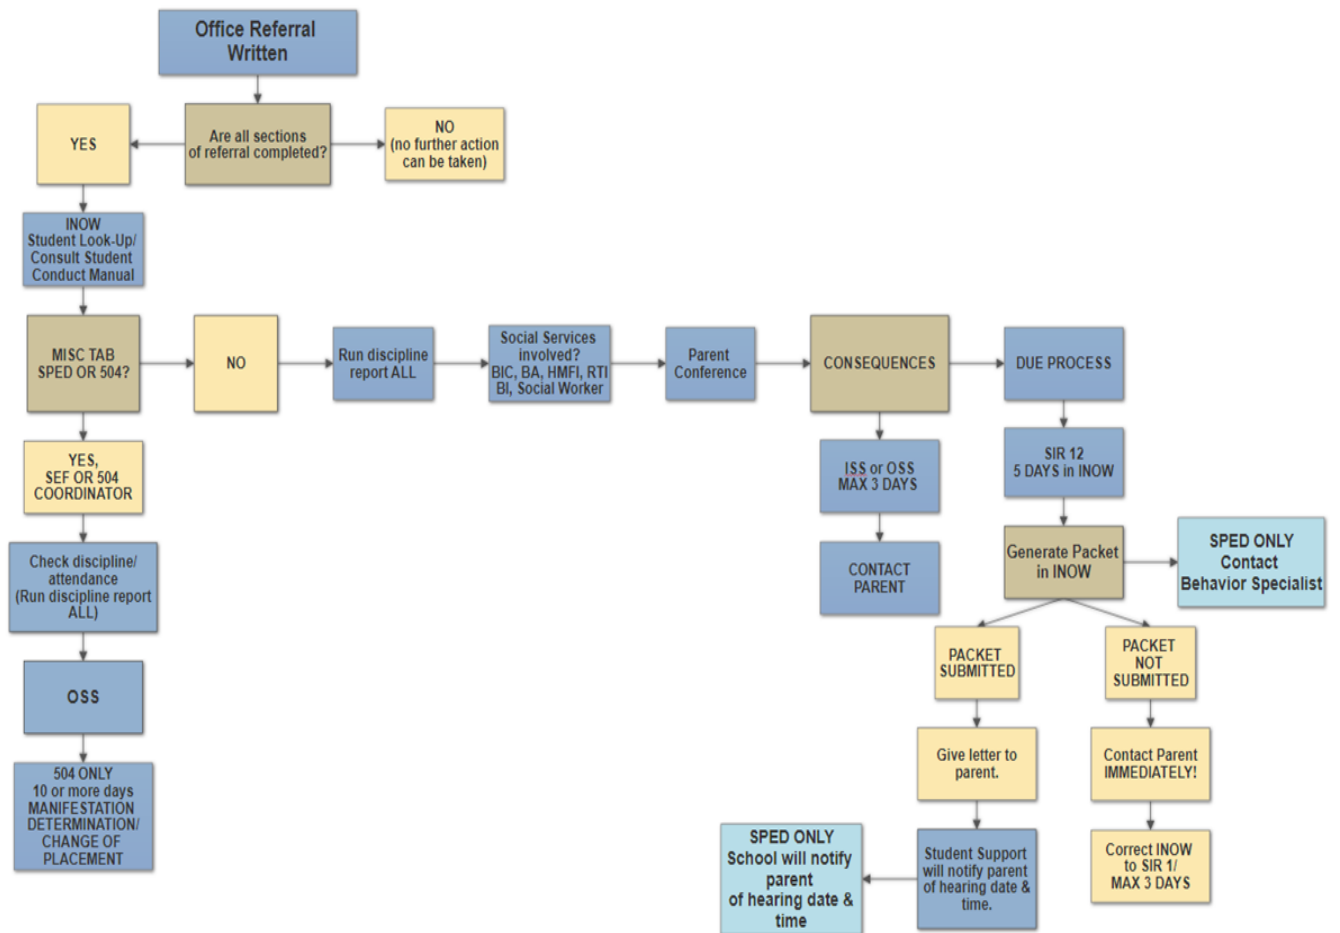 Office Referral
Written
YES
Are all sections
of referral completed?
NO
(no further action
can be taken)
INOW
Student Look-Up/
Consult Student
Conduct Manual
MISC TAB
SPED OR 504?
NO
Run discipline
report ALL
Social Services
involved?
BIC, BA, HMFI, RTI
BI, Social Worker
Parent
Conference
CONSEQUENCES
DUE PROCESS
YES,
SEF OR 504
COORDINATOR
ISS or OSS
MAX 3 DAYS
SIR 12
5 DAYS in INOW
Check discipline/
attendance
(Run discipline report
ALL)
CONTACT
PARENT
Generate Packet
in INOW
SPED ONLY
Contact
Behavior Specialist
OSS
PACKET
SUBMITTED
PACKET
NOT
SUBMITTED
504 ONLY
10 or more days
MANIFESTATION
DETERMINATION/
CHANGE OF
PLACEMENT
Give letter to
parent.
Contact Parent
IMMEDIATELY!
SPED ONLY
School will notify
parent
of hearing date &
time
Student Support
will notify parent
of hearing date &
time.
Correct INOW
to SIR 1/
MAX 3 DAYS